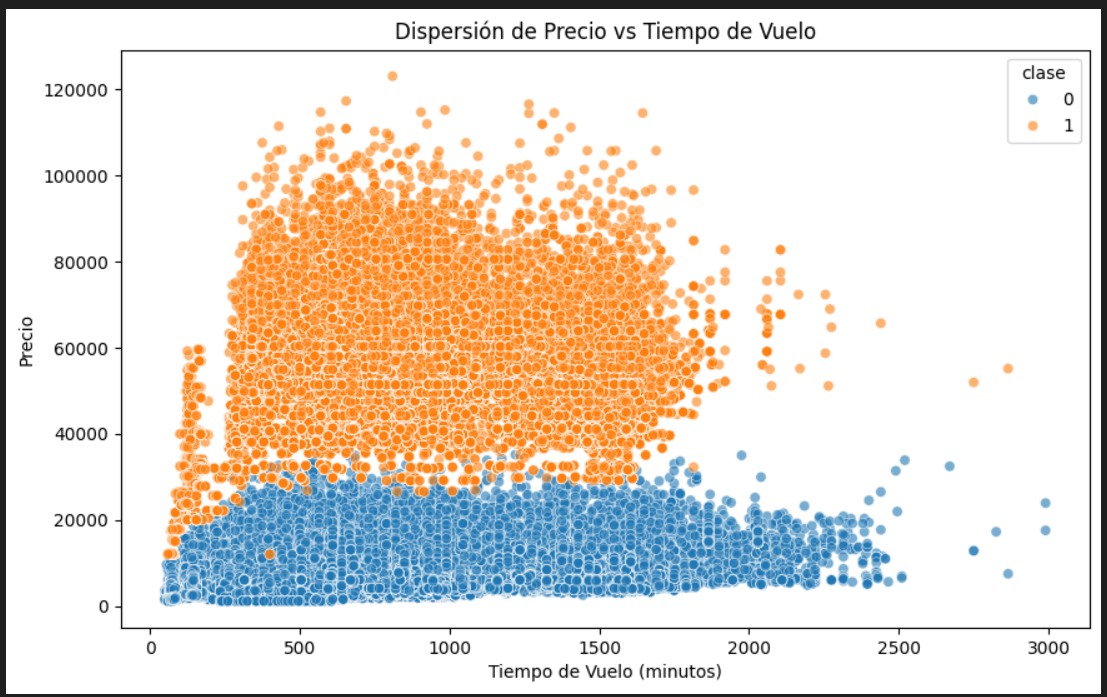 Dispersión de Precio vs Tiempo de Vuelo
clase
0
1
120000
100000
80000
60000
40000
20000
0
Precio
0 500 1000 1500 2000 2500 3000
Tiempo de Vuelo (minutos)